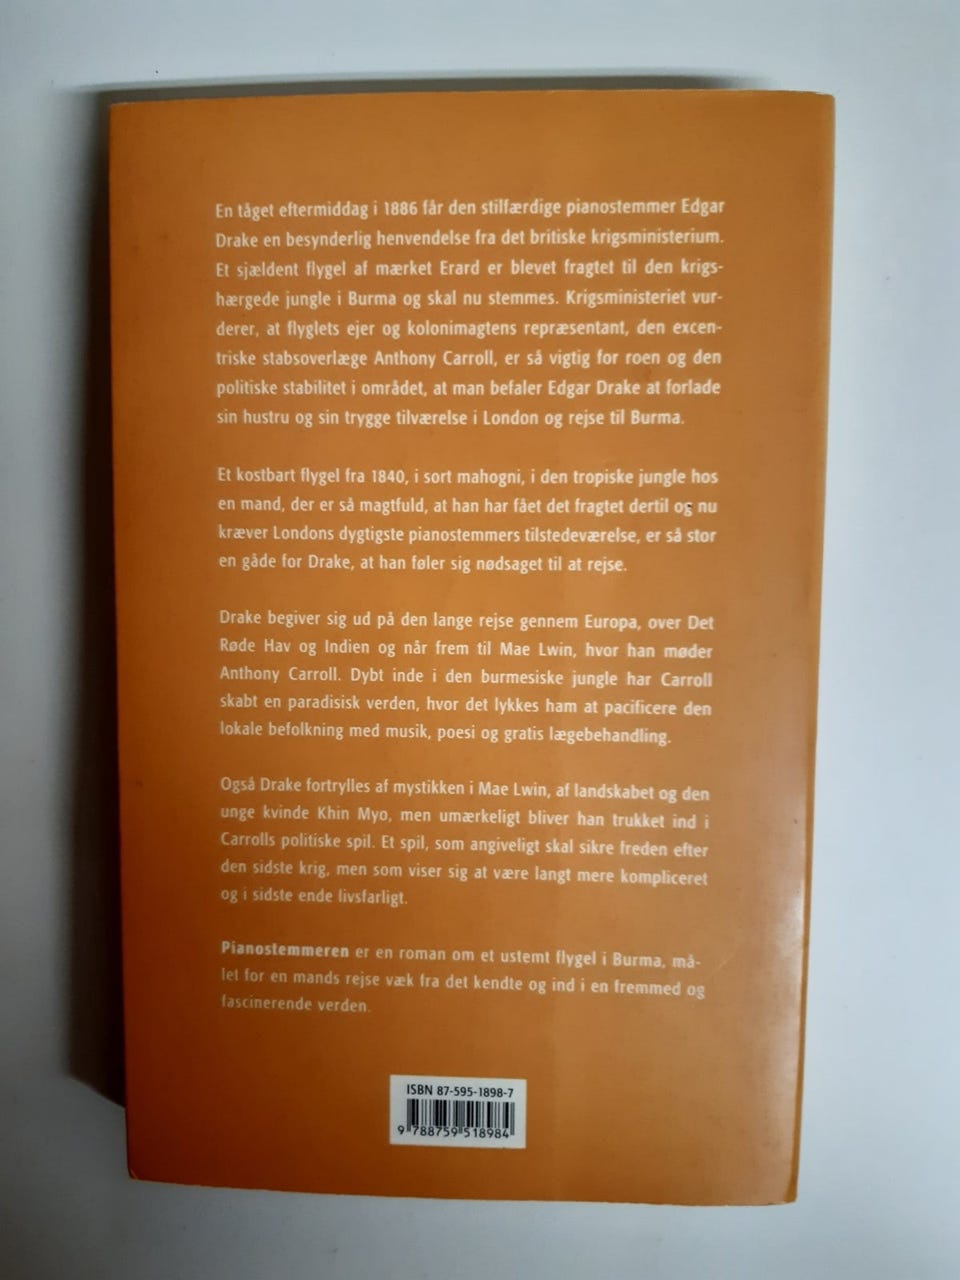 En tåget eftermiddag i 1886 får den stilfærdige pianostemmer Edgar
Drake en besynderlig henvendelse fra det britiske krigsministerium.
Et sjældent flygel af mærket Erard er blevet fragtet til den krigs-
hærgede jungle i Burma og skal nu stemmes. Krigsministeriet vur-
derer, at flyglets ejer og kolonimagtens repræsentant, den excen-
triske stabsoverlæge Anthony Carroll, er så vigtig for roen og den
politiske stabilitet i området, at man befaler Edgar Drake at forlade
sin hustru og sin trygge tilværelse i London og rejse til Burma.
Et kostbart flygel fra 1840, i sort mahogni, i den tropiske jungle hos
en mand, der er så magtfuld, at han har fået det fragtet dertil og nu
kræver Londons dygtigste pianostemmers tilstedeværelse, er så stor
en gåde for Drake, at han føler sig nødsaget til at rejse.
Drake begiver sig ud på den lange rejse gennem Europa, over Det
Røde Hav og Indien og når frem til Mae Lwin, hvor han møder
Anthony Carroll. Dybt inde i den burmesiske jungle har Carroll
skabt en paradisisk verden, hvor det lykkes ham at pacificere den
lokale befolkning med musik, poesi og gratis lægebehandling.
Også Drake fortrylles af mystikken i Mae Lwin, af landskabet og den
unge kvinde Khin Myo, men umærkeligt bliver han trukket ind i
Carrolls politiske spil. Et spil, som angiveligt skal sikre freden efter
den sidste krig, men som viser sig at være langt mere kompliceret
og i sidste ende livsfarligt.
Pianostemmeren er en roman om et ustemt flygel i Burma, må-
let for en mands rejse væk fra det kendte og ind i en fremmed og
fascinerende verden.
ISBN 87-595-1898-7
9 788759 518984